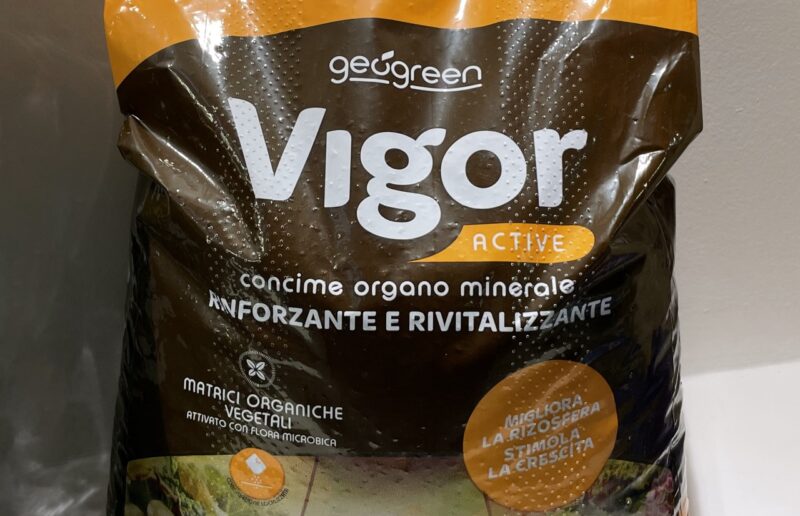 geogreen
Vigor
ACTIVE
concime organo minerale
RINFORZANTE E RIVITALIZZANTE
MATRICI ORGANICHE
VEGETALI
ATTIVATO CON FLORA MICROBICA
MIGLIORA
LA RIZOSFERA
STIMOLA
LA CRESCITA